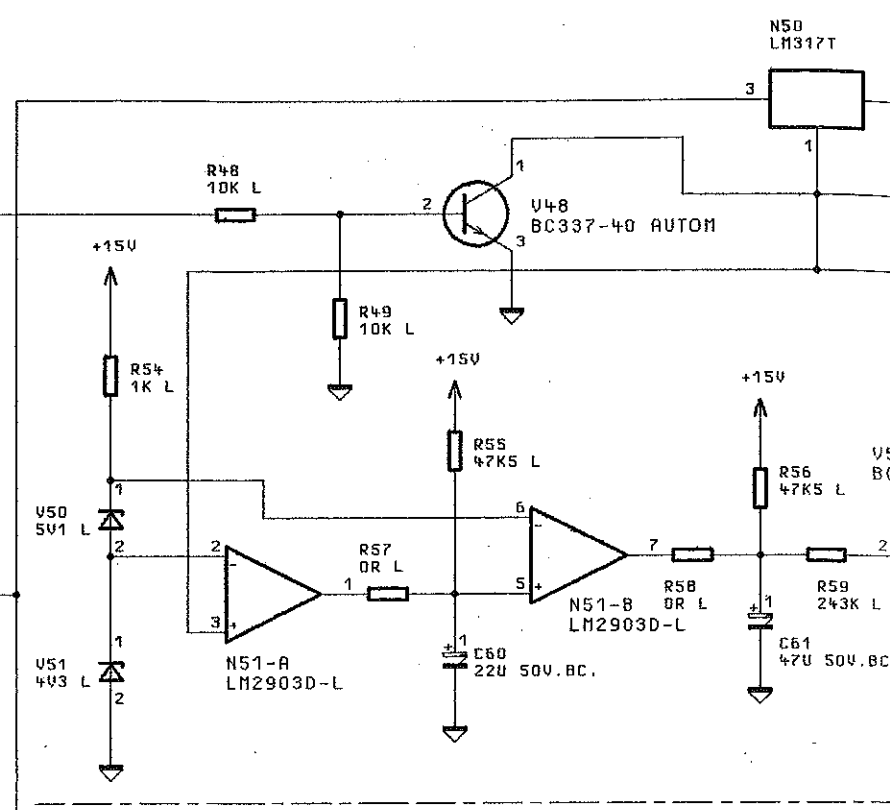 N50
LM317T
3
1
R48
10K L
2
1
V48
BC337-40 AUTOM
3
+15V
R49
10K L
R54
1K L
+15V
+15V
R55
47K5 L
R56
47K5 L
V5
BC
1
V50
5V1 L
2
2
-
R57
0R L
1
3
+
6
-
5
+
7
R58
0R L
2
R59
243K L
N51-B
LM2903D-L
1
V51
4V3 L
2
N51-A
LM2903D-L
+
1
C60
22U 50V.BC.
+
1
C61
47U 50V.BC